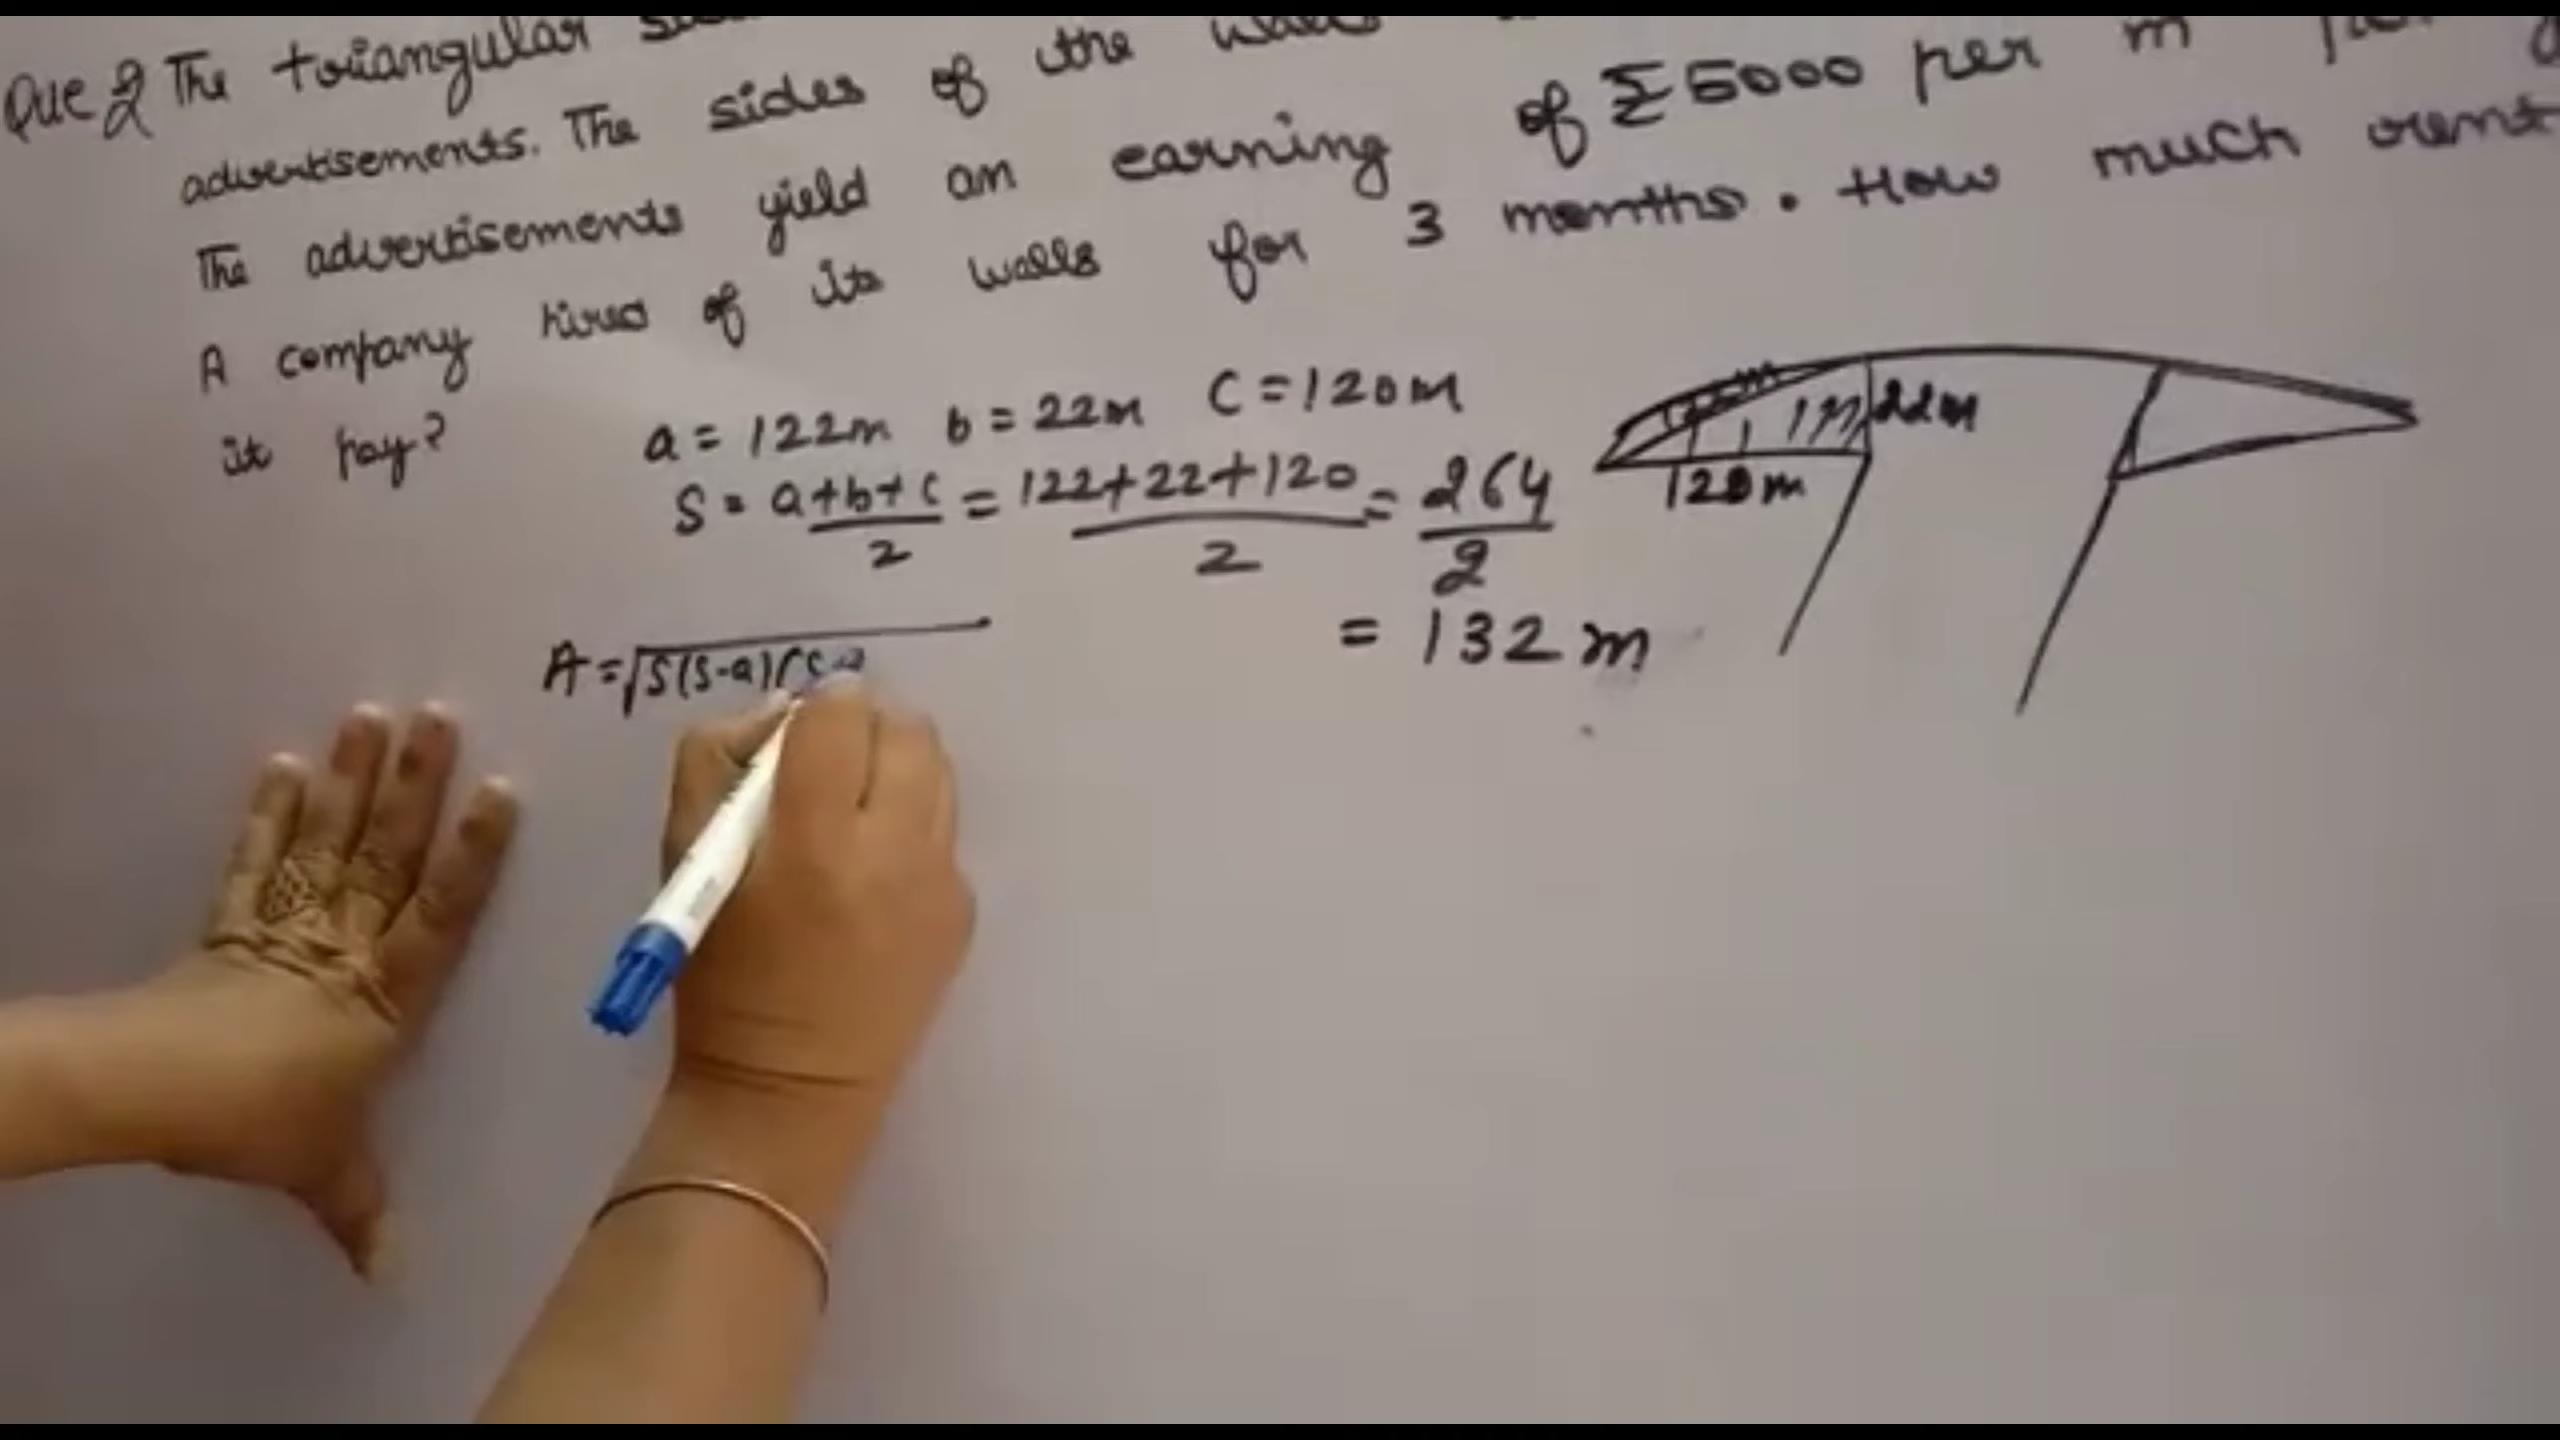 Que 2 The triangular
advertisements. The sides of the walls
The advertisements yield an earning of ₹5000 per m
A company hired of its walls for 3 months. How much rent
it pay?
a = 122m b = 22m C = 120m
S = a+b+c/2 = 122+22+120/2 = 264/2
= 132 m
A = √S(S-a)(S
22m
120m